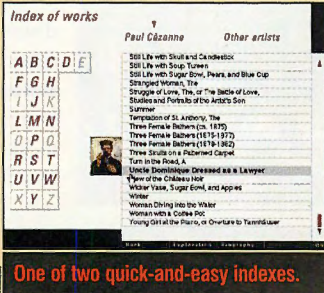 Index of works
Paul Cézanne Other artists
A B C D E
F G H
I J K
L M N
O P Q
R S T
U V W
X Y Z
Still Life with Skull and Candlestick
Still Life with Soup Tureen
Still Life with Sugar Bowl, Pears, and Blue Cup
Strangled Woman, The
Struggle of Love, The, or The Battle of Love,
Studies and Portraits of the Artist's Son
Summer
Temptation of St. Anthony, The
Three Female Bathers (ca. 1875)
Three Female Bathers (1875-1977)
Three Female Bathers (1879-1982)
Three Skulls on a Patterned Carpet
Turn in the Road, A
Uncle Dominique Dressed as a Lawyer
View of the Château Noir
Wicker Vase, Sugar Bowl, and Apples
Winter
Woman Diving into the Water
Woman with a Coffee Pot
Young Girl at the Piano, or Overture to Tannhäuser
One of two quick-and-easy indexes.